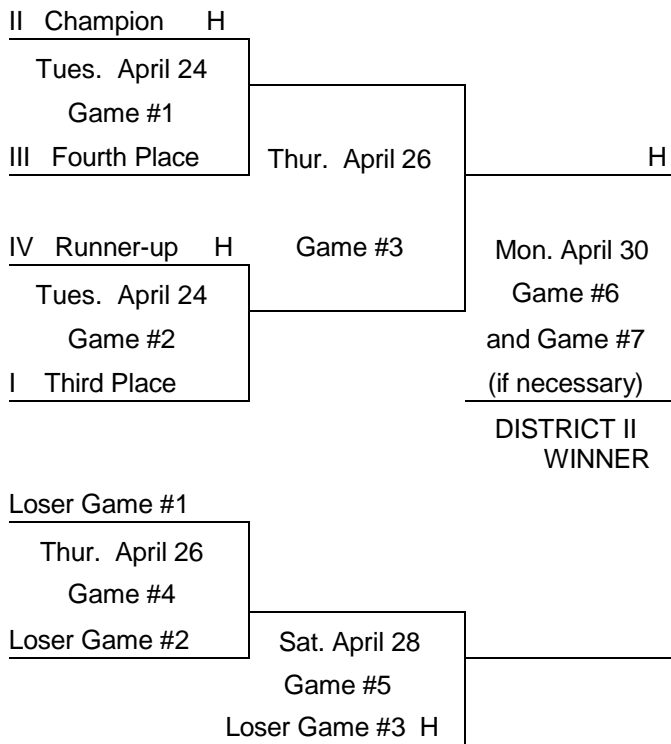 II Champion H
Tues. April 24
Game #1
III Fourth Place
Thur. April 26
H
IV Runner-up H
Game #3
Mon. April 30
Tues. April 24
Game #6
Game #2
and Game #7
I Third Place
(if necessary)
DISTRICT II
WINNER
Loser Game #1
Thur. April 26
Game #4
Loser Game #2
Sat. April 28
Game #5
Loser Game #3 H